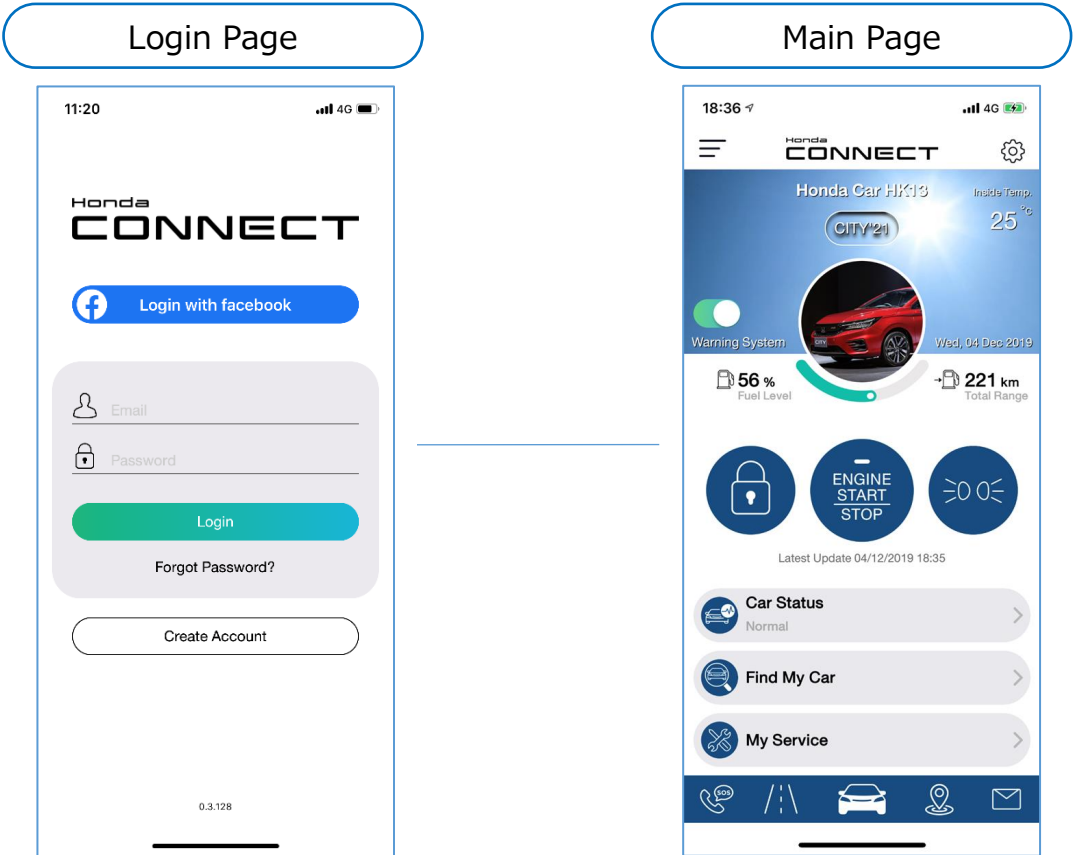 Login Page
11:20
4G
Honda
CONNECT
Login with facebook
Email
Password
Login
Forgot Password?
Create Account
0.3.128
Main Page
18:36
4G
Honda
CONNECT
Honda Car HK13
Inside Temp.
CITY'21
25 °c
CITY
Warning System
Wed, 04 Dec 2019
56 %
Fuel Level
221 km
Total Range
ENGINE
START
STOP
Latest Update 04/12/2019 18:35
Car Status
Normal
Find My Car
My Service
SOS